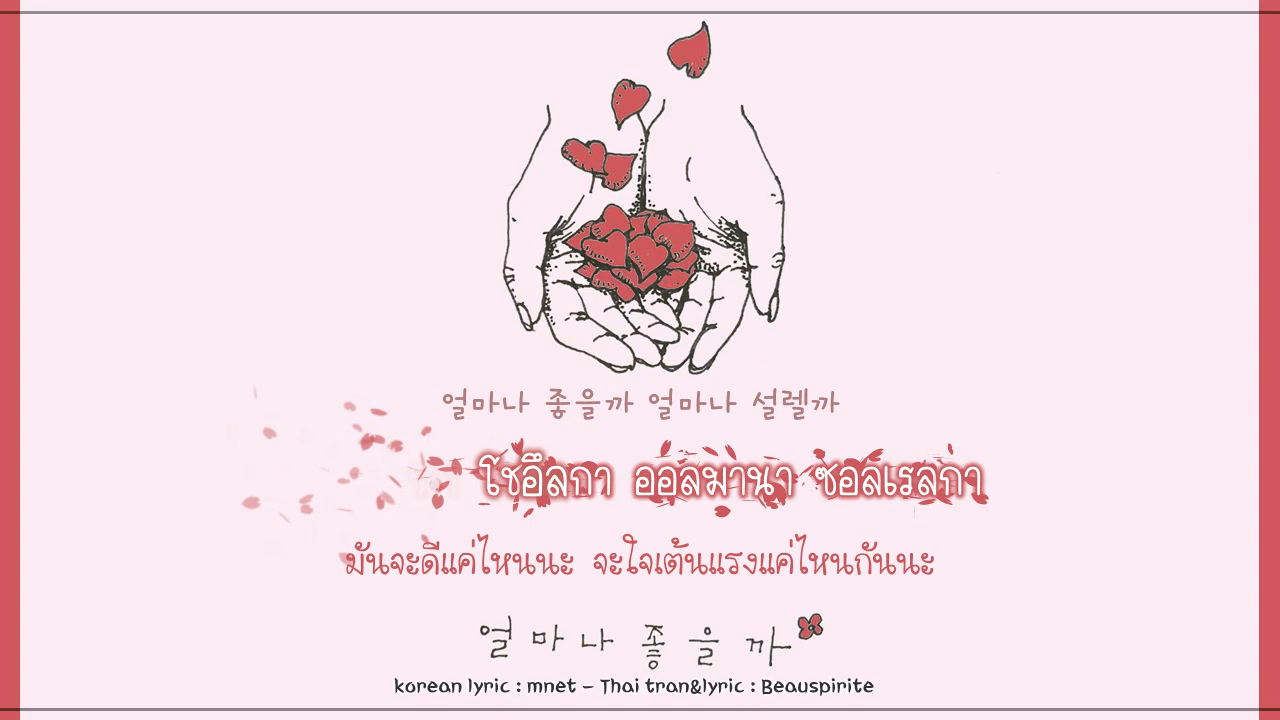 얼마나 좋을까 얼마나 설렐까
โชอึลกา ออลมานา ซอลเรลกา
มันจะดีแค่ไหนนะ จะใจเต้นแรงแค่ไหนกันนะ
얼마나 좋을까
korean lyric : mnet - Thai tran&lyric : Beauspirite